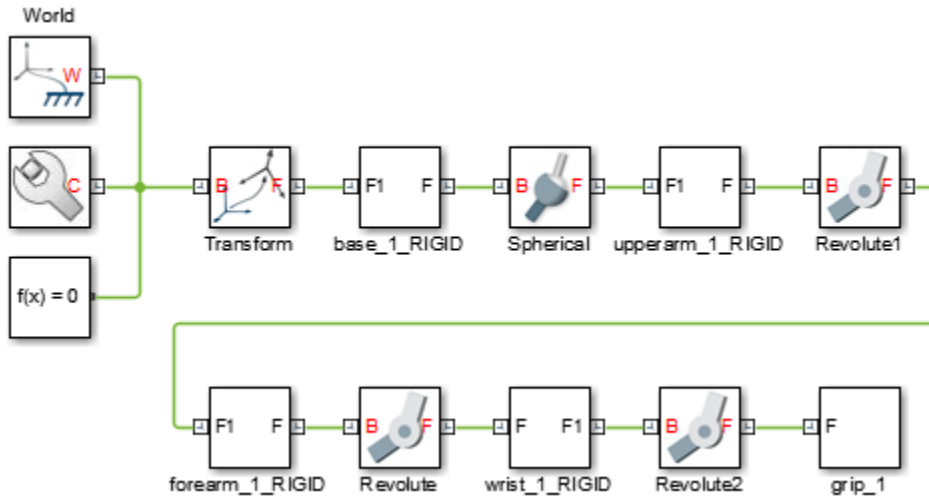 World
W
C
f(x) = 0
B F
Transform
F1 F
base_1_RIGID
B F
Spherical
F1 F
upperarm_1_RIGID
B F
Revolute1
F1 F
forearm_1_RIGID
B F
Revolute
F F1
wrist_1_RIGID
B F
Revolute2
F
grip_1